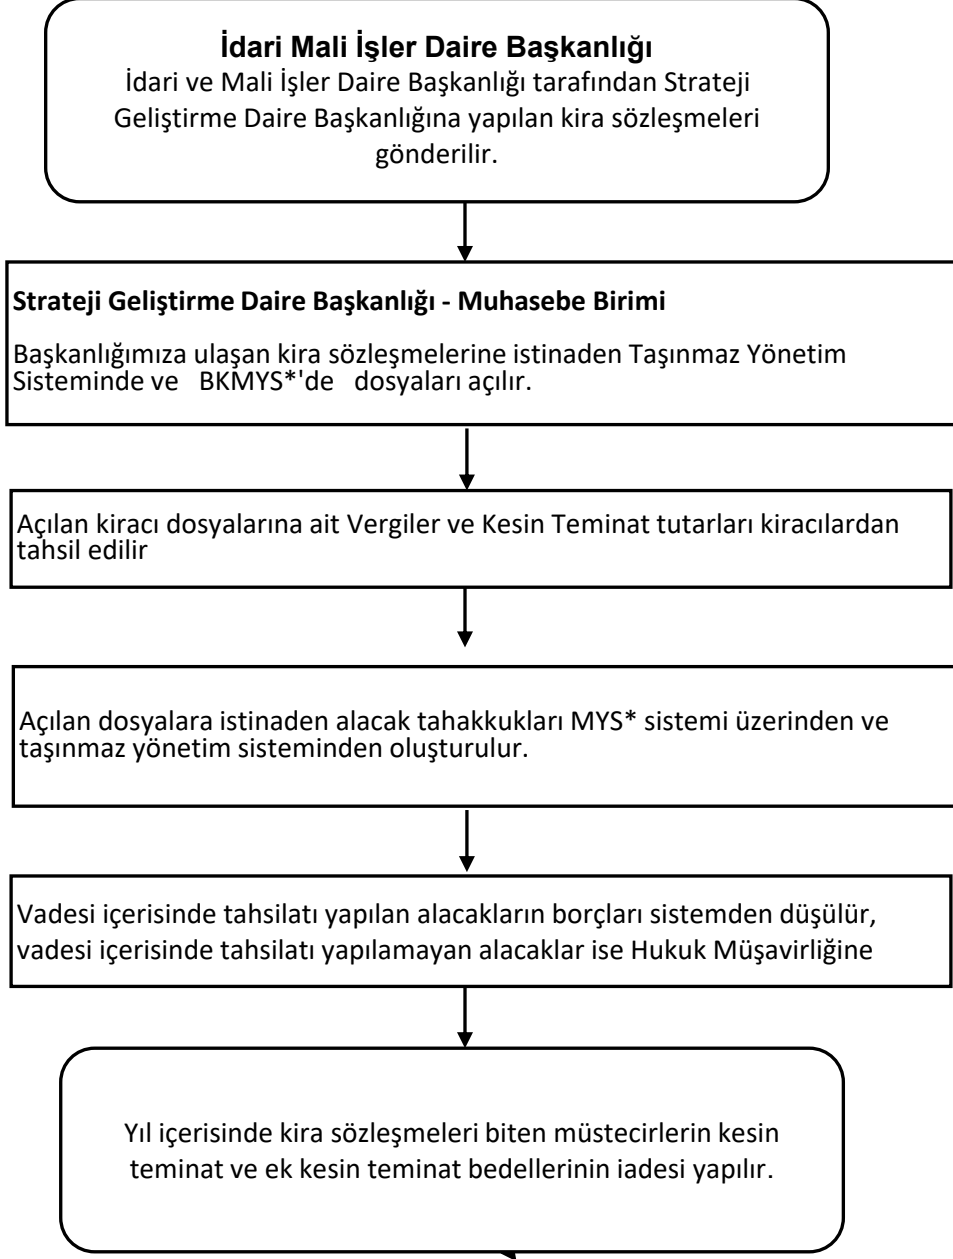 İdari Mali İşler Daire Başkanlığı
İdari ve Mali İşler Daire Başkanlığı tarafından Strateji
Geliştirme Daire Başkanlığına yapılan kira sözleşmeleri
gönderilir.
Strateji Geliştirme Daire Başkanlığı - Muhasebe Birimi
Başkanlığımıza ulaşan kira sözleşmelerine istinaden Taşınmaz Yönetim
Sisteminde ve BKMYS*'de dosyaları açılır.
Açılan kiracı dosyalarına ait Vergiler ve Kesin Teminat tutarları kiracılardan
tahsil edilir
Açılan dosyalara istinaden alacak tahakkukları MYS* sistemi üzerinden ve
taşınmaz yönetim sisteminden oluşturulur.
Vadesi içerisinde tahsilatı yapılan alacakların borçları sistemden düşülür,
vadesi içerisinde tahsilatı yapılamayan alacaklar ise Hukuk Müşavirliğine
Yıl içerisinde kira sözleşmeleri biten müstecirlerin kesin
teminat ve ek kesin teminat bedellerinin iadesi yapılır.